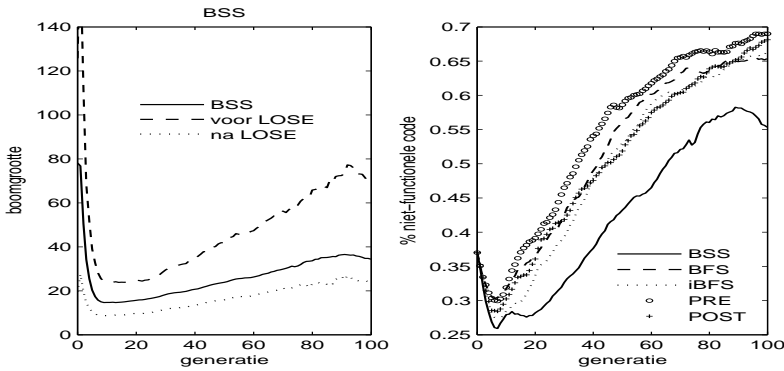 BSS
140
120
100
80
60
40
20
0
boomgrootte
BSS
voor LOSE
na LOSE
0 20 40 60 80 100
generatie
0.7
0.65
0.6
0.55
0.5
0.45
0.4
0.35
0.3
0.25
% niet-functionele code
BSS
BFS
iBFS
PRE
POST
0 20 40 60 80 100
generatie